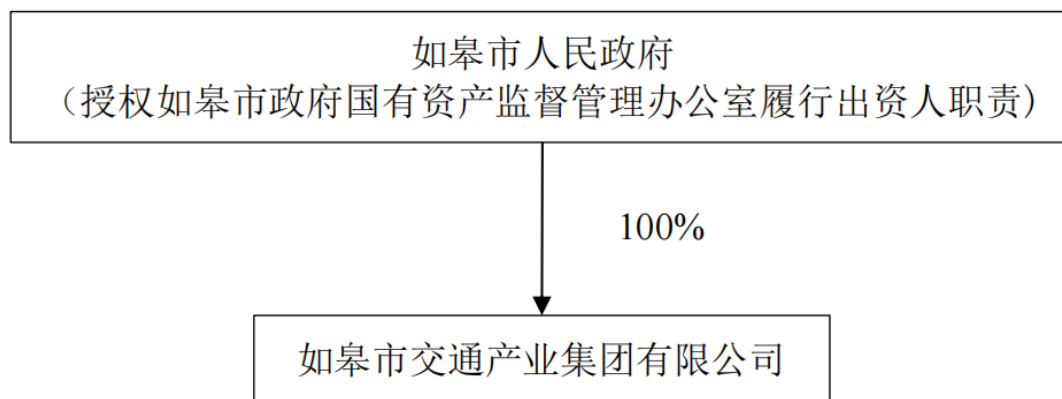 如皋市人民政府
（授权如皋市政府国有资产监督管理办公室履行出资人职责）
100%
如皋市交通产业集团有限公司